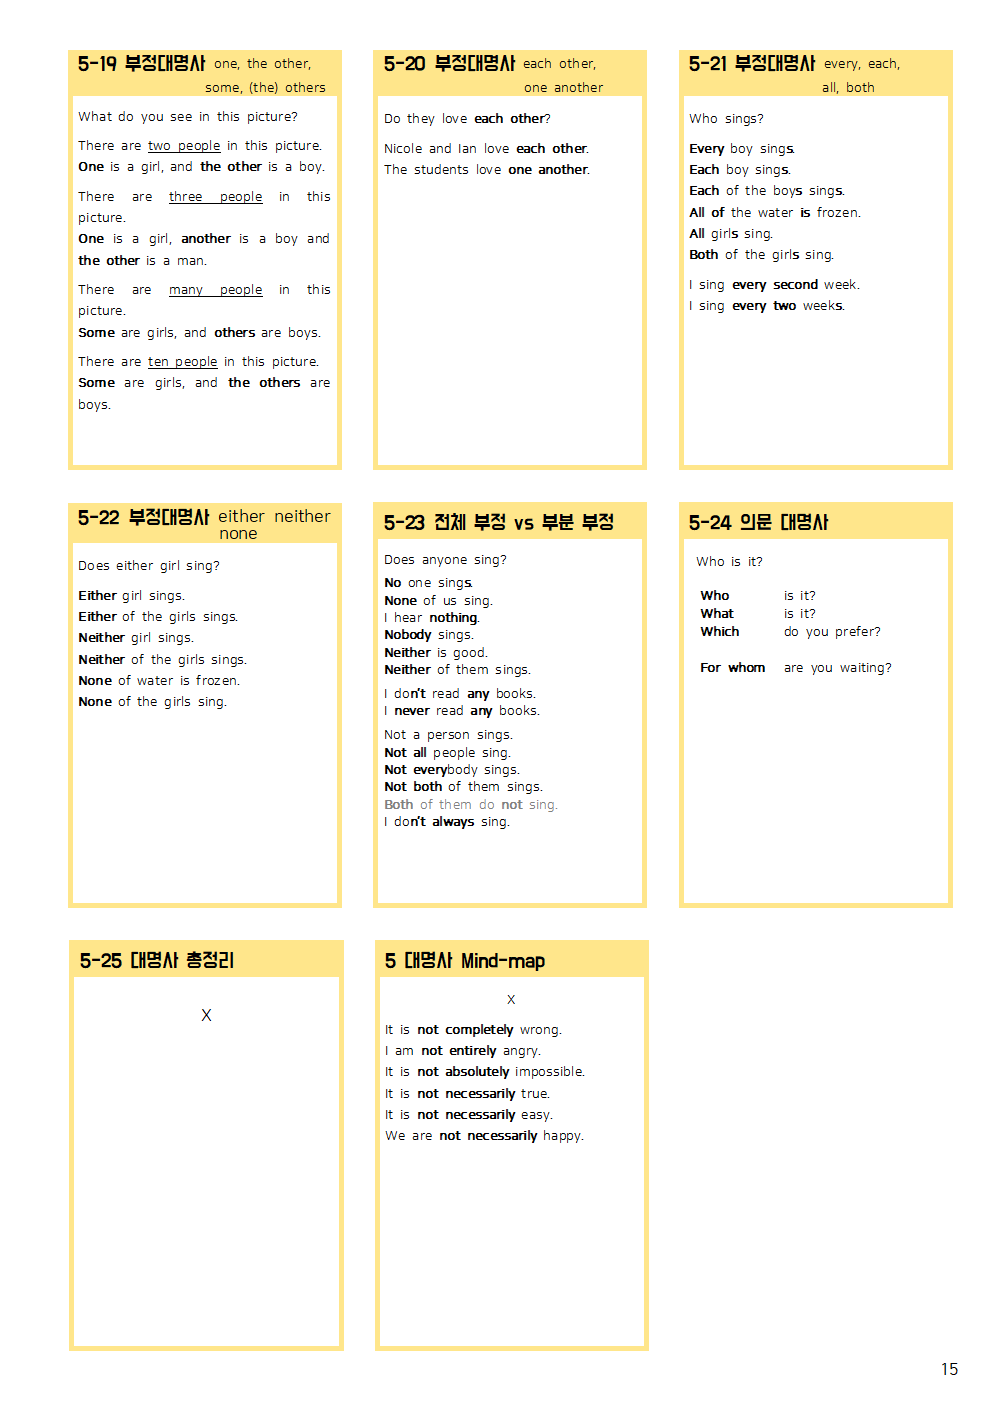 5-19 부정대명사 one, the other,
some, (the) others
What do you see in this picture?
There are two people in this picture.
One is a girl, and the other is a boy.
There are three people in this
picture.
One is a girl, another is a boy and
the other is a man.
There are many people in this
picture.
Some are girls, and others are boys.
There are ten people in this picture.
Some are girls, and the others are
boys.
5-20 부정대명사 each other,
one another
Do they love each other?
Nicole and Ian love each other.
The students love one another.
5-21 부정대명사 every, each,
all, both
Who sings?
Every boy sings.
Each boy sings.
Each of the boys sings.
All of the water is frozen.
All girls sing.
Both of the girls sing.
I sing every second week.
I sing every two weeks.
5-22 부정대명사 either neither
none
Does either girl sing?
Either girl sings.
Either of the girls sings.
Neither girl sings.
Neither of the girls sings.
None of water is frozen.
None of the girls sing.
5-23 전체 부정 vs 부분 부정
Does anyone sing?
No one sings.
None of us sing.
I hear nothing.
Nobody sings.
Neither is good.
Neither of them sings.
I don't read any books.
I never read any books.
Not a person sings.
Not all people sing.
Not everybody sings.
Not both of them sings.
Both of them do not sing.
I don't always sing.
5-24 의문 대명사
Who is it?
Who is it?
What is it?
Which do you prefer?
For whom are you waiting?
5-25 대명사 총정리
X
5 대명사 Mind-map
X
It is not completely wrong.
I am not entirely angry.
It is not absolutely impossible.
It is not necessarily true.
It is not necessarily easy.
We are not necessarily happy.
15